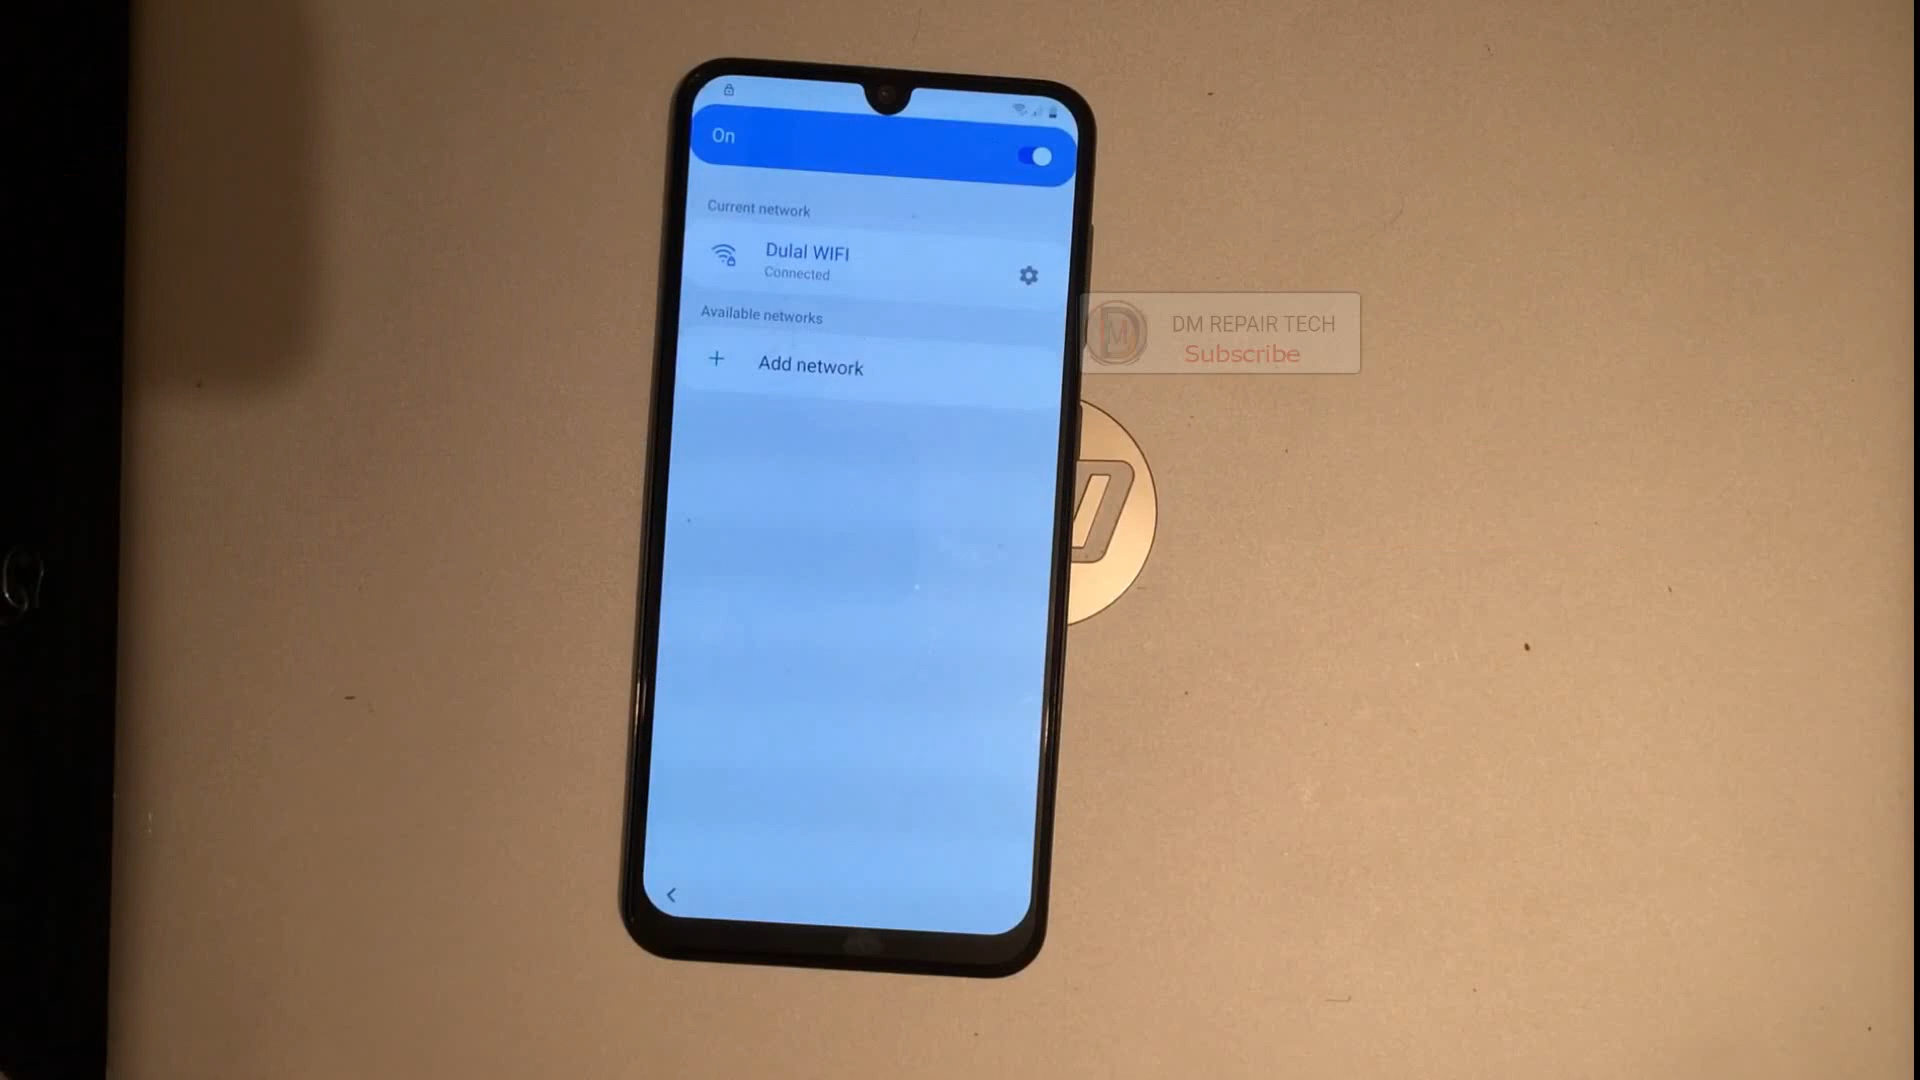 On
Current network
Dulal WIFI
Connected
Available networks
+ Add network
DM REPAIR TECH
Subscribe